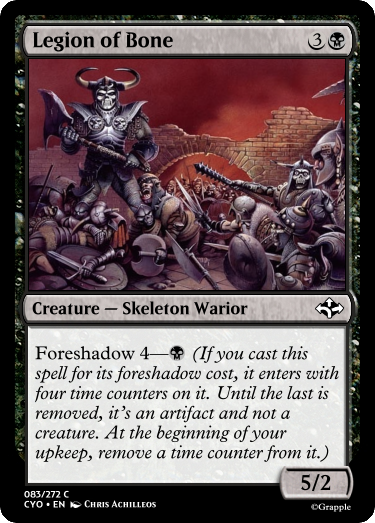 Legion of Bone 3
Creature — Skeleton Warior
Foreshadow 4— (If you cast this
spell for its foreshadow cost, it enters with
four time counters on it. Until the last is
removed, it's an artifact and not a
creature. At the beginning of your
upkeep, remove a time counter from it.)
5/2
083/272 C
CYO • EN Chris Achilleos
©Grapple